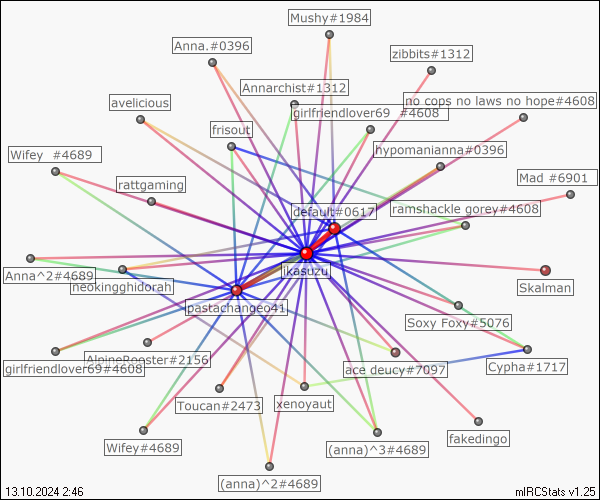 Mushy#1984
Anna.#0396
zibbits#1312
Annarchist#1312
avelicious
girlfriendlover69 #4608
no cops no laws no hope#4608
frisout
hypomanianna#0396
Wifey #4689
rattgaming
Mad #6901
default#0617
ramshackle gorey#4608
Anna^2#4689
neokingghidorah
ikasuzu
Skalman
pastachangeo41
Soxy Foxy#5076
AlpineRooster#2156
girlfriendlover69#4608
ace deucy#7097
Cypha#1717
Toucan#2473
xenoyaut
fakedingo
Wifey#4689
(anna)^3#4689
(anna)^2#4689
13.10.2024 2:46
mIRCStats v1.25